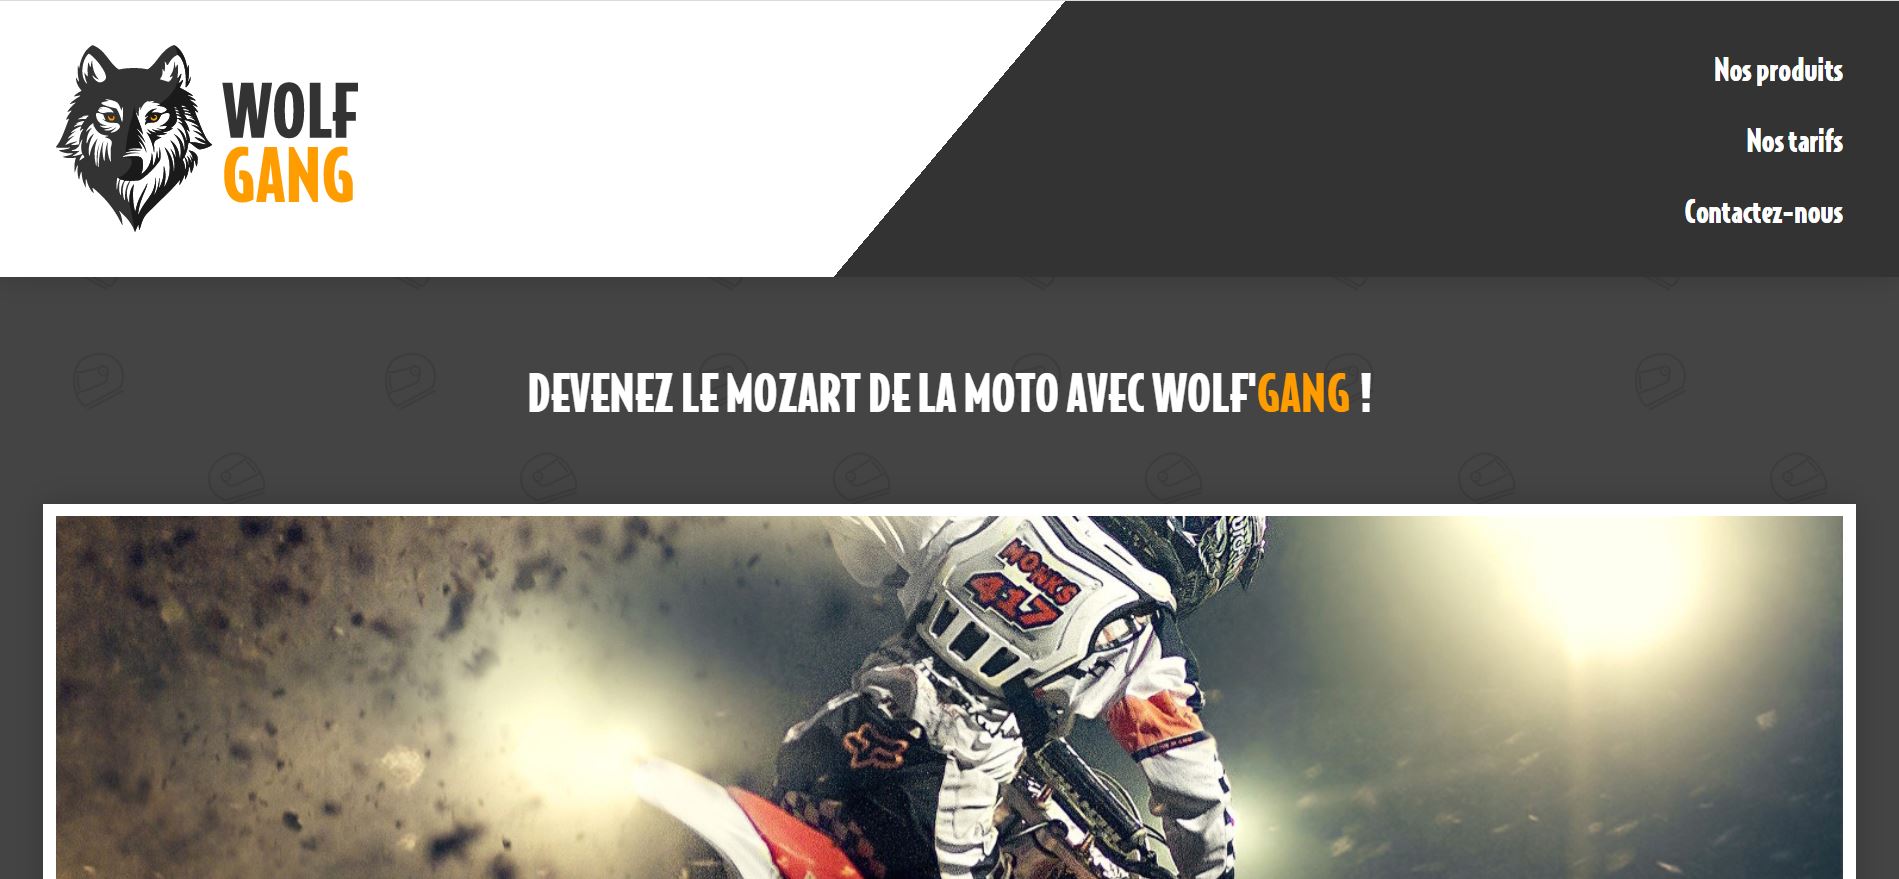 WOLF
GANG
Nos produits
Nos tarifs
Contactez-nous
DEVENEZ LE MOZART DE LA MOTO AVEC WOLF'GANG !
MONKS
417